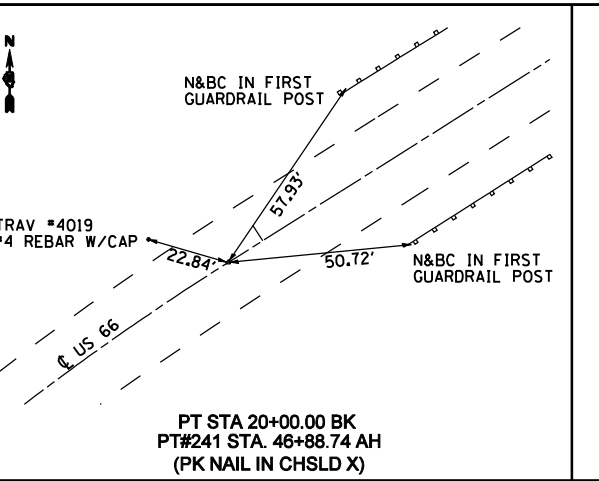 N
N&BC IN FIRST
GUARDRAIL POST
57.93'
TRAV #4019
#4 REBAR W/CAP
22.84'
50.72'
N&BC IN FIRST
GUARDRAIL POST
℄ US 66
PT STA 20+00.00 BK
PT#241 STA. 46+88.74 AH
(PK NAIL IN CHSLD X)